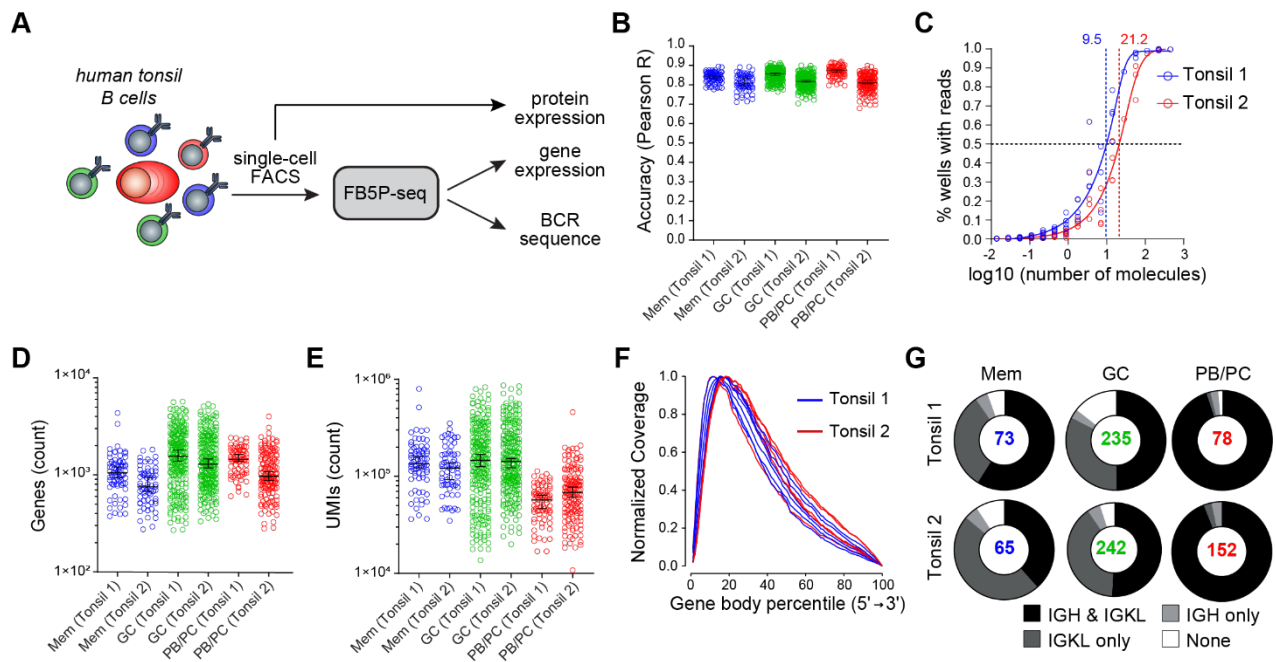 A
human tonsil
B cells
single-cell
FACS
FB5P-seq
protein
expression
gene
expression
BCR
sequence
B
Accuracy (Pearson R)
1.0
0.9
0.8
0.7
0.6
0.5
0.4
0.3
0.2
0.1
0.0
Mem (Tonsil 1)
Mem (Tonsil 2)
GC (Tonsil 1)
GC (Tonsil 2)
PB/PC (Tonsil 1)
PB/PC (Tonsil 2)
C
9.5
21.2
% wells with reads
1.0
0.9
0.8
0.7
0.6
0.5
0.4
0.3
0.2
0.1
0.0
Tonsil 1
Tonsil 2
-2 -1 0 1 2 3
log10 (number of molecules)
D
Genes (count)
1×10⁴
1×10³
1×10²
Mem (Tonsil 1)
Mem (Tonsil 2)
GC (Tonsil 1)
GC (Tonsil 2)
PB/PC (Tonsil 1)
PB/PC (Tonsil 2)
E
UMIs (count)
1×10⁶
1×10⁵
1×10⁴
Mem (Tonsil 1)
Mem (Tonsil 2)
GC (Tonsil 1)
GC (Tonsil 2)
PB/PC (Tonsil 1)
PB/PC (Tonsil 2)
F
Normalized Coverage
1.0
0.8
0.6
0.4
0.2
0.0
Tonsil 1
Tonsil 2
0 20 40 60 80 100
Gene body percentile (5'→3')
G
Mem GC PB/PC
Tonsil 1
73 235 78
Tonsil 2
65 242 152
IGH & IGKL
IGH only
IGKL only
None